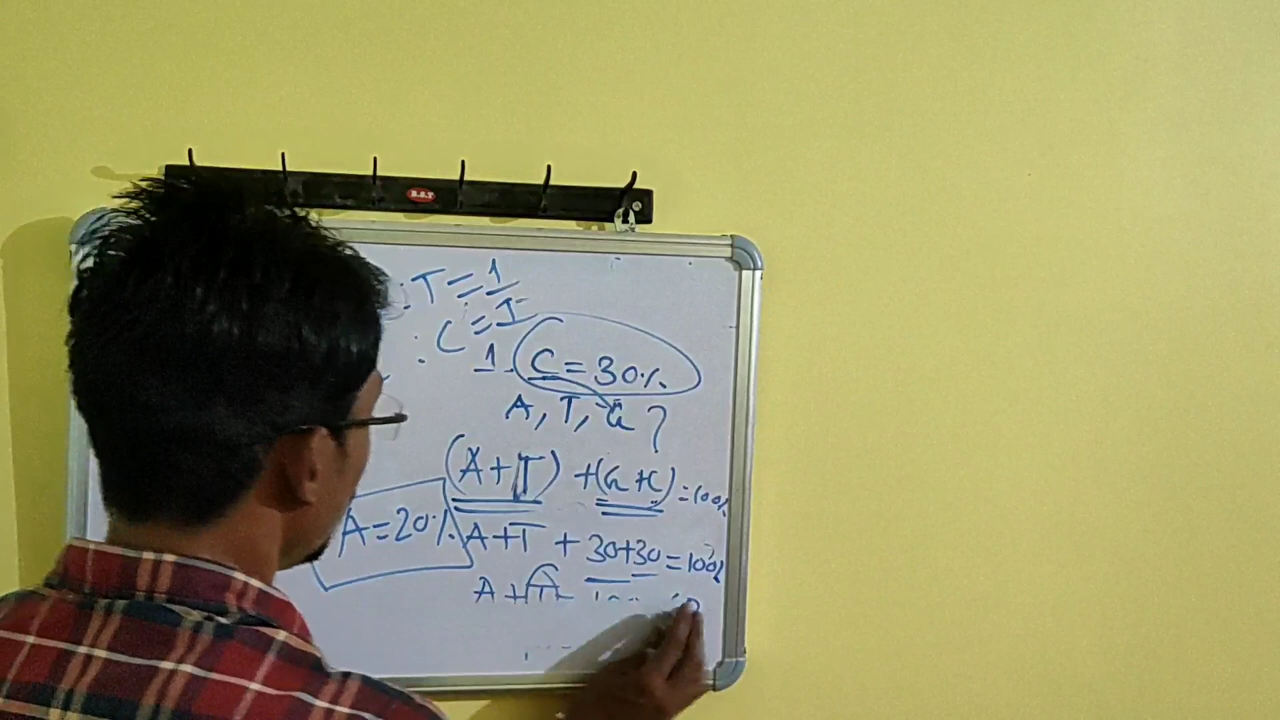 B.S.T
: T = 1
T
: C = 1
C = 30%
A, T, G ?
(A+T) + (G+C) = 100%
A = 20%
A+T + 30+30 = 100%
A+T =